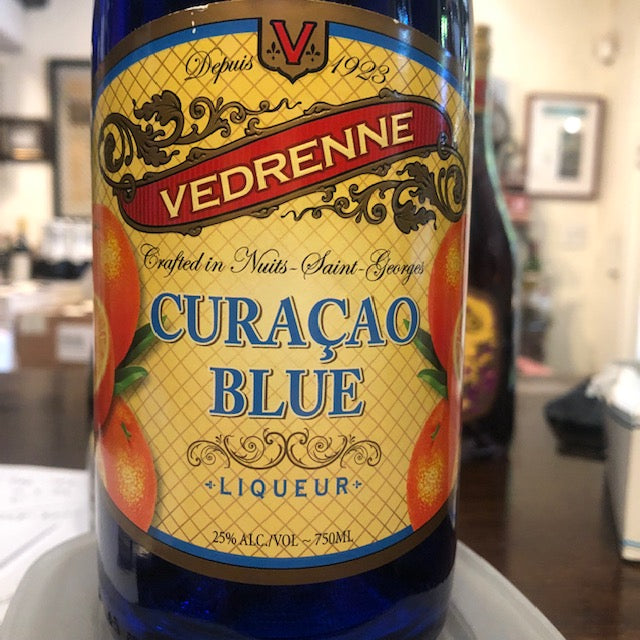 V
Depuis 1923
VEDRENNE
Crafted in Nuits-Saint-Georges
CURAÇAO
BLUE
LIQUEUR
25% ALC./VOL ~ 750ML